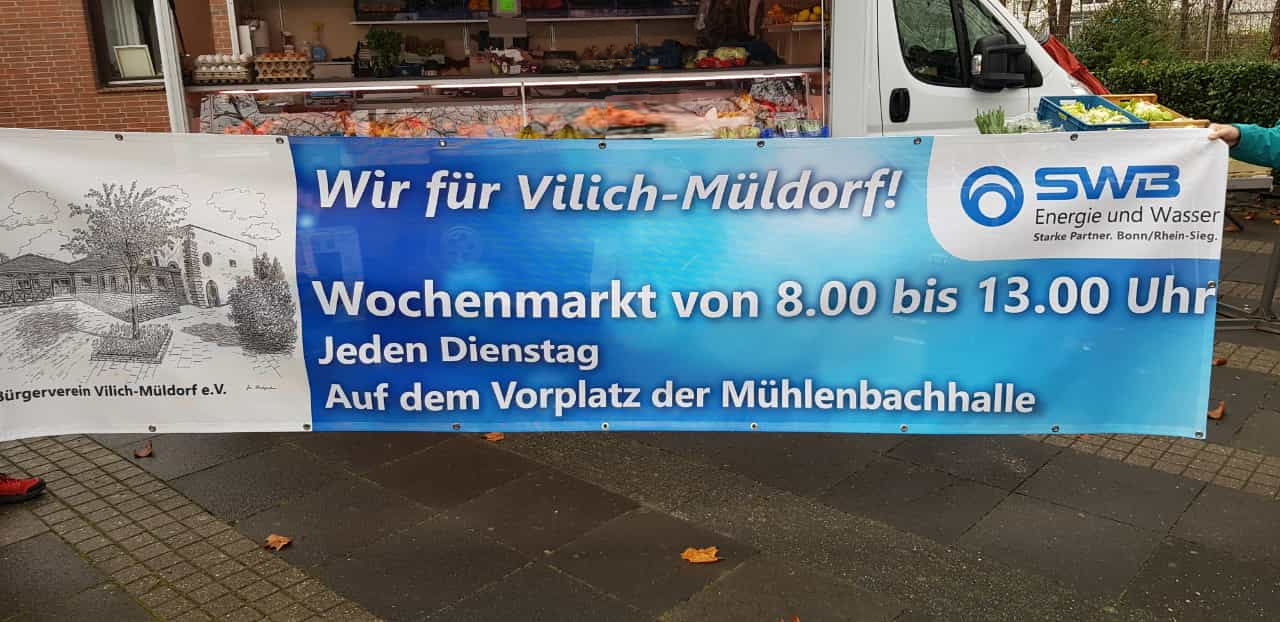 Wir für Vilich-Müldorf!
SWB
Energie und Wasser
Starke Partner. Bonn/Rhein-Sieg.
Wochenmarkt von 8.00 bis 13.00 Uhr
Jeden Dienstag
Auf dem Vorplatz der Mühlenbachhalle
Bürgerverein Vilich-Müldorf e.V.